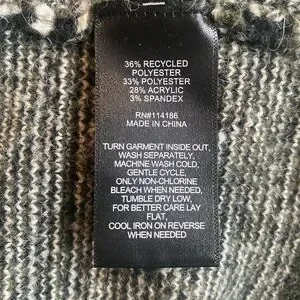 36% RECYCLED
POLYESTER
33% POLYESTER
28% ACRYLIC
3% SPANDEX
RN#114186
MADE IN CHINA
TURN GARMENT INSIDE OUT,
WASH SEPARATELY,
MACHINE WASH COLD,
GENTLE CYCLE,
ONLY NON-CHLORINE
BLEACH WHEN NEEDED,
TUMBLE DRY LOW,
FOR BETTER CARE LAY
FLAT,
COOL IRON ON REVERSE
WHEN NEEDED